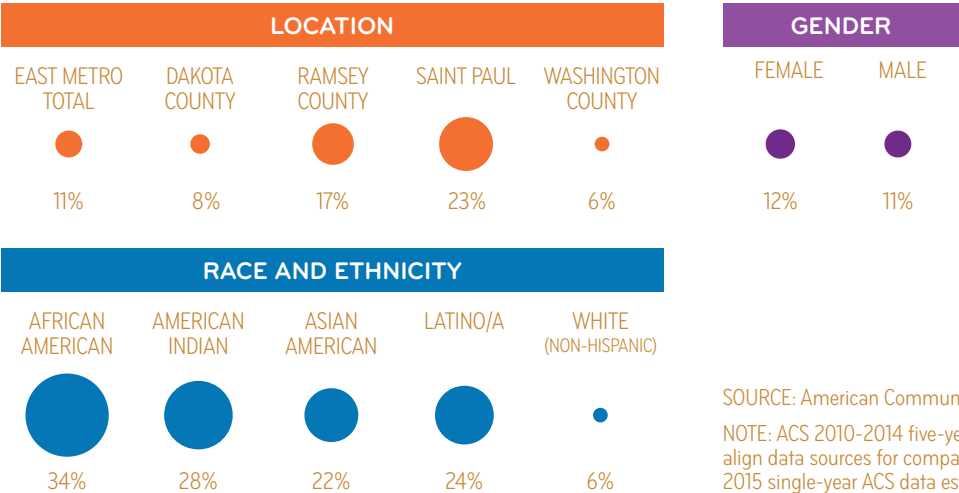 LOCATION
EAST METRO TOTAL
DAKOTA COUNTY
RAMSEY COUNTY
SAINT PAUL
WASHINGTON COUNTY
11%
8%
17%
23%
6%
GENDER
FEMALE
MALE
12%
11%
RACE AND ETHNICITY
AFRICAN AMERICAN
AMERICAN INDIAN
ASIAN AMERICAN
LATINO/A
WHITE (NON-HISPANIC)
34%
28%
22%
24%
6%
SOURCE: American
NOTE: ACS 2010-2014
align data sources for
2015 single-year ACS data